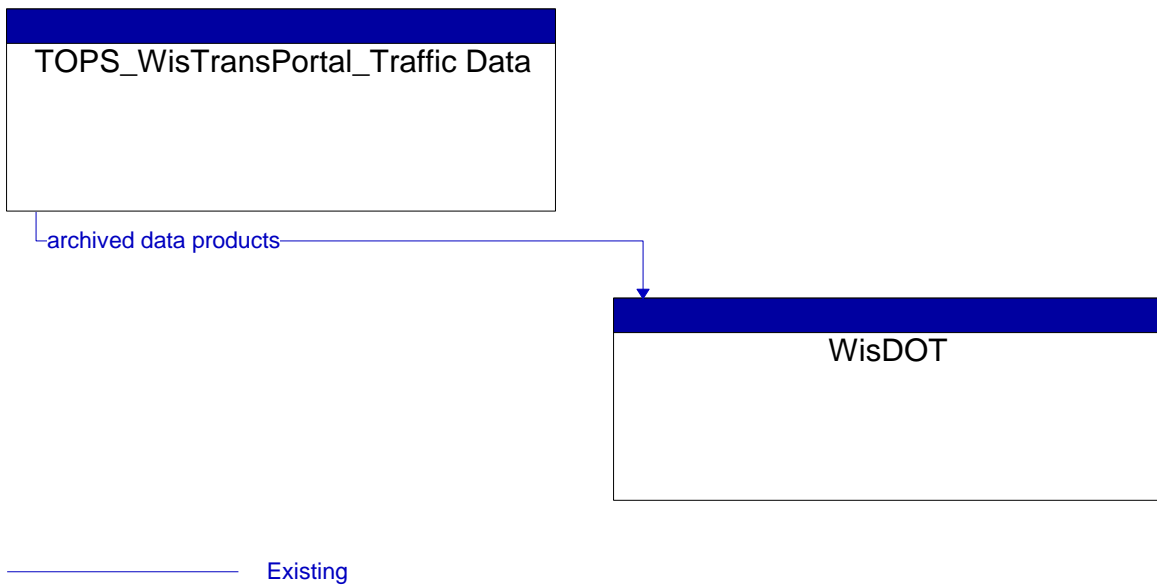 TOPS_WisTransPortal_Traffic Data
archived data products
WisDOT
Existing